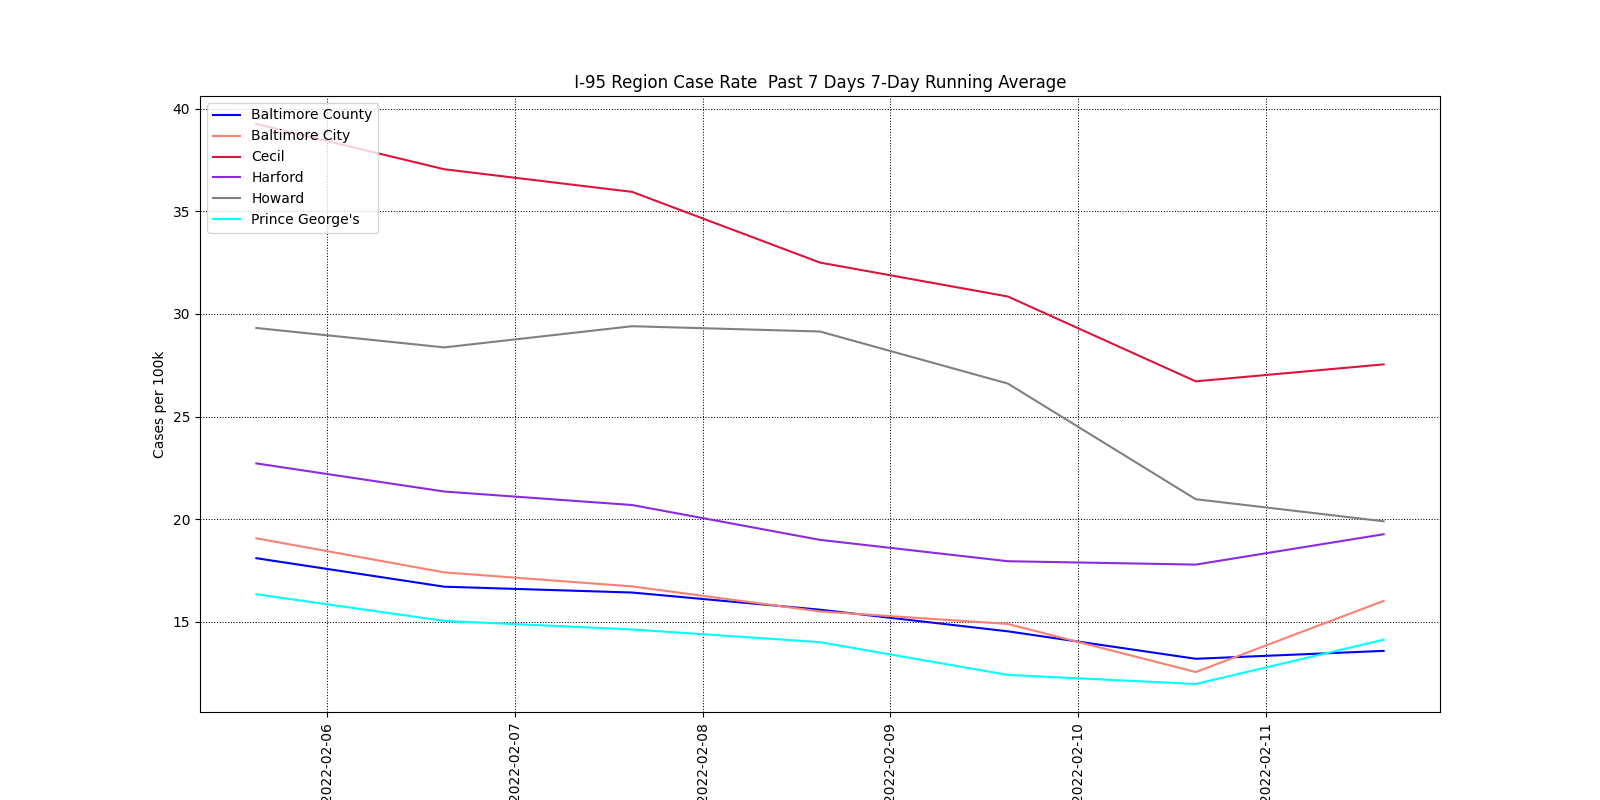 I-95 Region Case Rate  Past 7 Days 7-Day Running Average
Baltimore County
Baltimore City
Cecil
Harford
Howard
Prince George's
Cases per 100k
40
35
30
25
20
15
2022-02-06
2022-02-07
2022-02-08
2022-02-09
2022-02-10
2022-02-11